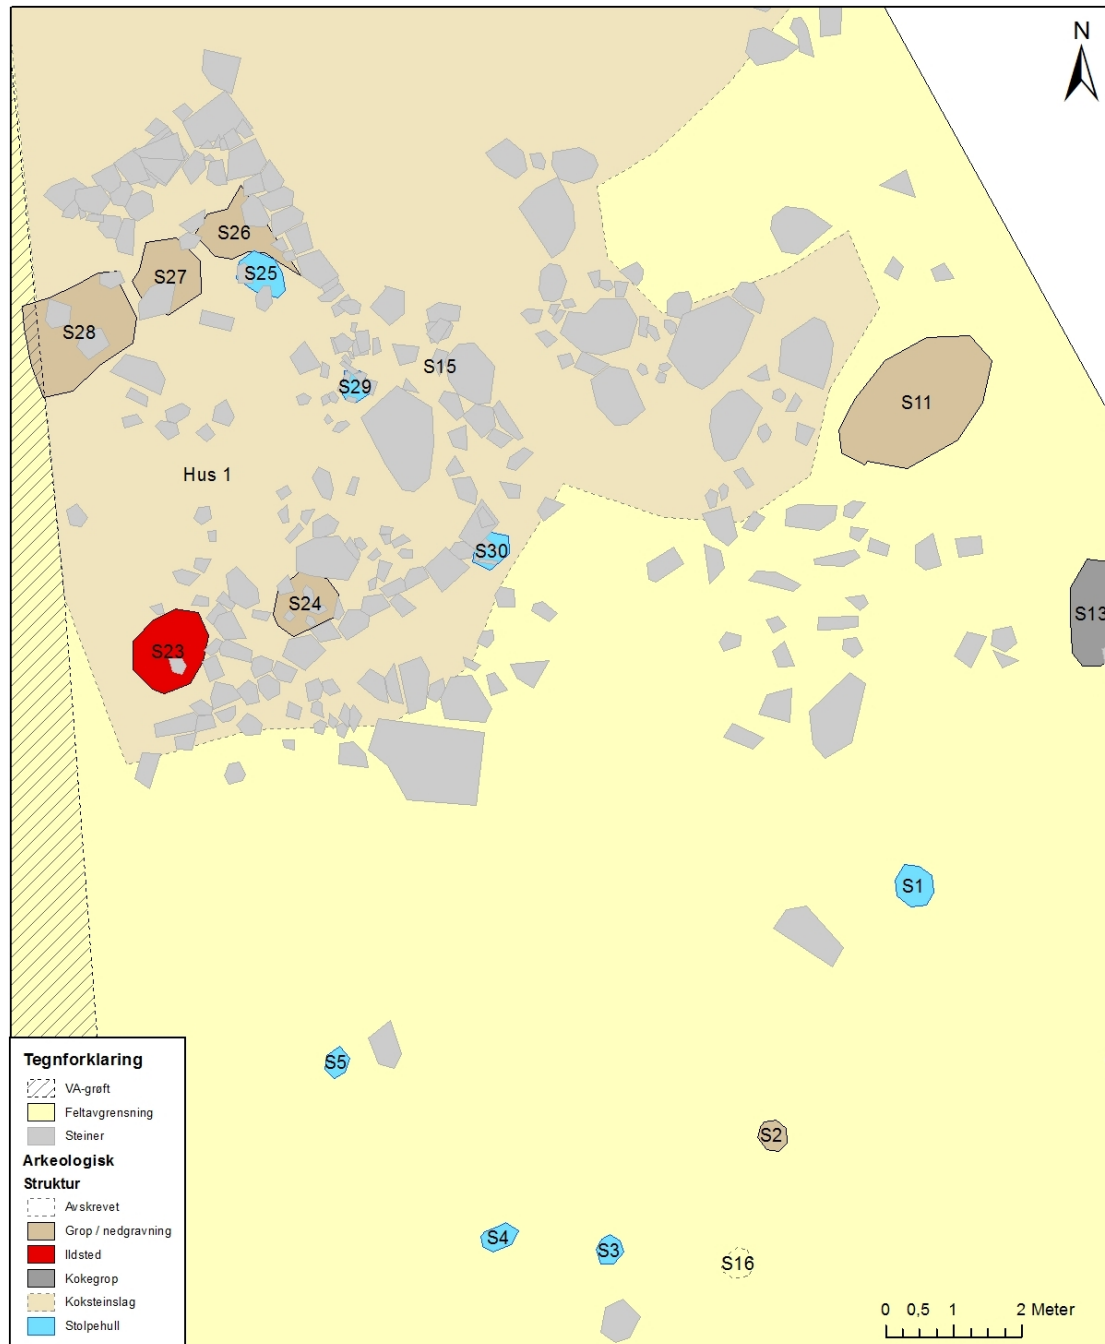 N
S26
S25
S27
S28
S15
S29
S11
Hus 1
S30
S24
S13
S23
S1
S5
S2
S4
S3
S16
Tegnforklaring
VA-grøft
Feltavgrensning
Steiner
Arkeologisk
Struktur
Avskrevet
Grop / nedgravning
Ildsted
Kokegrop
Koksteinslag
Stolpehull
0 0,5 1 2 Meter